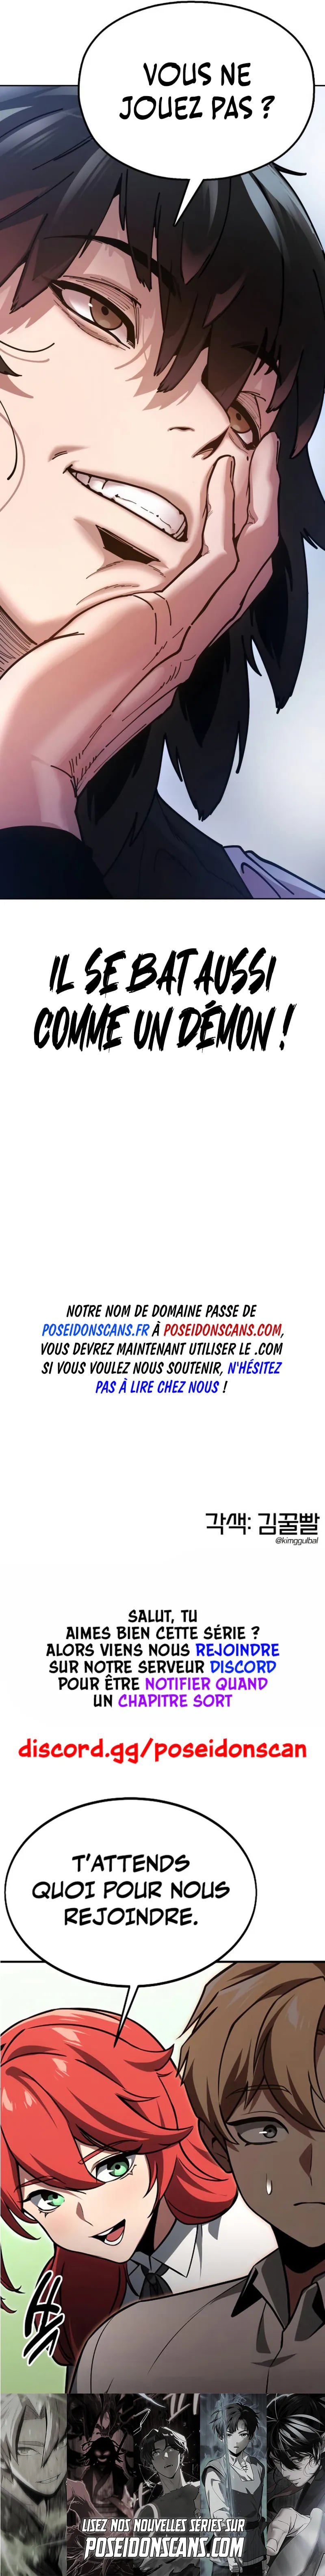 VOUS NE
JOUEZ PAS ?
IL SE BAT AUSSI
COMME UN DÉMON !
NOTRE NOM DE DOMAINE PASSE DE
POSEIDONSCANS.FR À POSEIDONSCANS.COM,
VOUS DEVREZ MAINTENANT UTILISER LE .COM
SI VOUS VOULEZ NOUS SOUTENIR, N'HÉSITEZ
PAS À LIRE CHEZ NOUS !
각색: 김꿀빨
@kimggulbal
SALUT, TU
AIMES BIEN CETTE SÉRIE ?
ALORS VIENS NOUS REJOINDRE
SUR NOTRE SERVEUR DISCORD
POUR ÊTRE NOTIFIER QUAND
UN CHAPITRE SORT
discord.gg/poseidonscan
T'ATTENDS
QUOI POUR NOUS
REJOINDRE.
LISEZ NOS NOUVELLES SÉRIES SUR
POSEIDONSCANS.COM